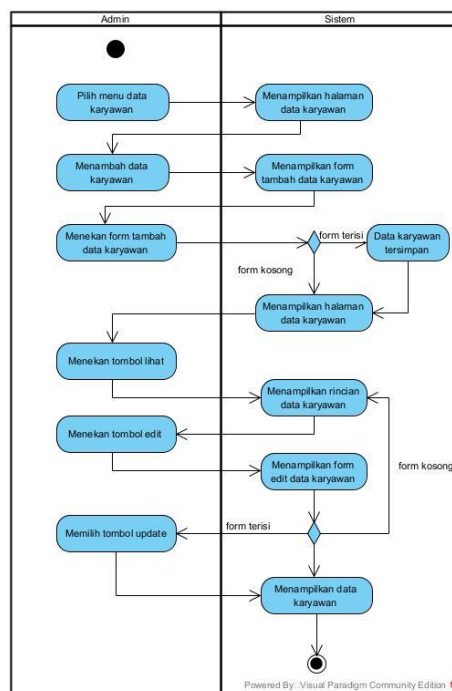 Admin
Sistem
Pilih menu data
karyawan
Menampilkan halaman
data karyawan
Menambah data
karyawan
Menampilkan form
tambah data karyawan
Menekan form tambah
data karyawan
form terisi
Data karyawan
tersimpan
form kosong
Menampilkan halaman
data karyawan
Menekan tombol lihat
Menampilkan rincian
data karyawan
Menekan tombol edit
Menampilkan form
edit data karyawan
form kosong
Memilih tombol update
form terisi
Menampilkan data
karyawan
Powered By Visual Paradigm Community Edition